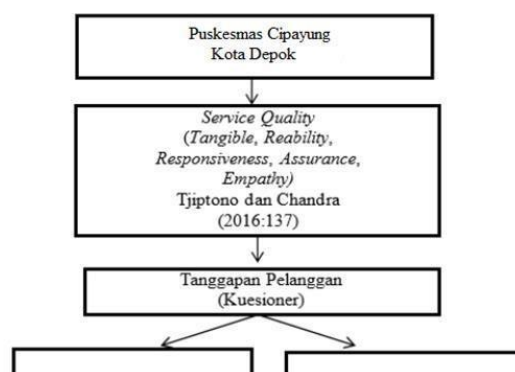 Puskesmas Cipayung
Kota Depok
Service Quality
(Tangible, Reability,
Responsiveness, Assurance,
Empathy)
Tjiptono dan Chandra
(2016:137)
Tanggapan Pelanggan
(Kuesioner)